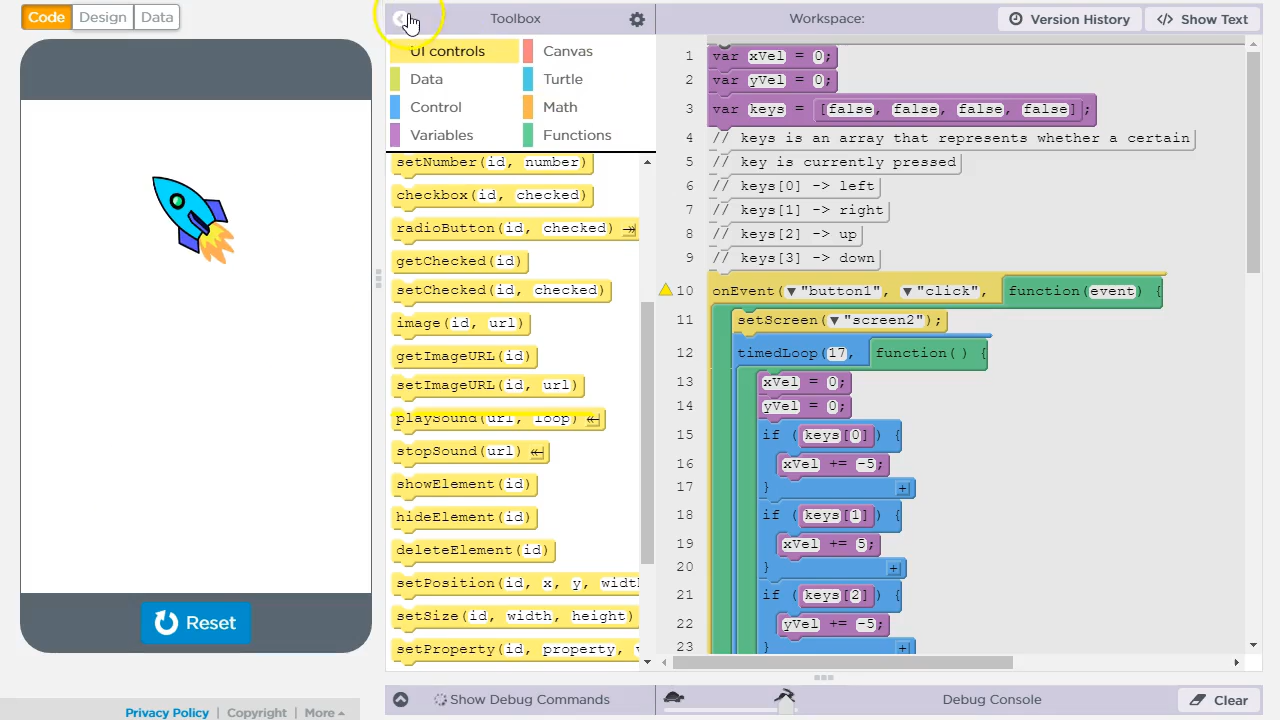 Code Design Data
Toolbox
Workspace:
Version History
</> Show Text
UI controls
Canvas
Data
Turtle
Control
Math
Variables
Functions
setNumber(id, number)
checkbox(id, checked)
radioButton(id, checked)
getChecked(id)
setChecked(id, checked)
image(id, url)
getImageURL(id)
setImageURL(id, url)
playSound(url, loop)
stopSound(url)
showElement(id)
hideElement(id)
deleteElement(id)
setPosition(id, x, y, width
setSize(id, width, height)
setProperty(id, property, v
1 var xVel = 0;
2 var yVel = 0;
3 var keys = [false, false, false, false];
4 // keys is an array that represents whether a certain
5 // key is currently pressed
6 // keys[0] -> left
7 // keys[1] -> right
8 // keys[2] -> up
9 // keys[3] -> down
10 onEvent(▼"button1", ▼"click", function(event) {
11 setScreen(▼"screen2");
12 timedLoop(17, function() {
13 xVel = 0;
14 yVel = 0;
15 if (keys[0]) {
16 xVel += -5;
17 } +
18 if (keys[1]) {
19 xVel += 5;
20 } +
21 if (keys[2]) {
22 yVel += -5;
23 } +
Reset
Show Debug Commands
Debug Console
Clear
Privacy Policy | Copyright | More